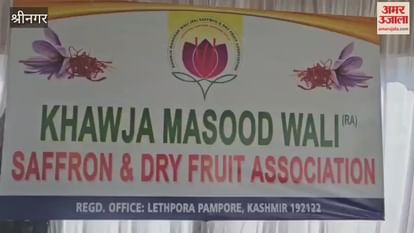 श्रीनगर
अमर उजाला
amarujala.com
KHAWJA MASOOD WALI (RA)
SAFFRON & DRY FRUIT ASSOCIATION
REGD. OFFICE: LETHPORA PAMPORE, KASHMIR 192122